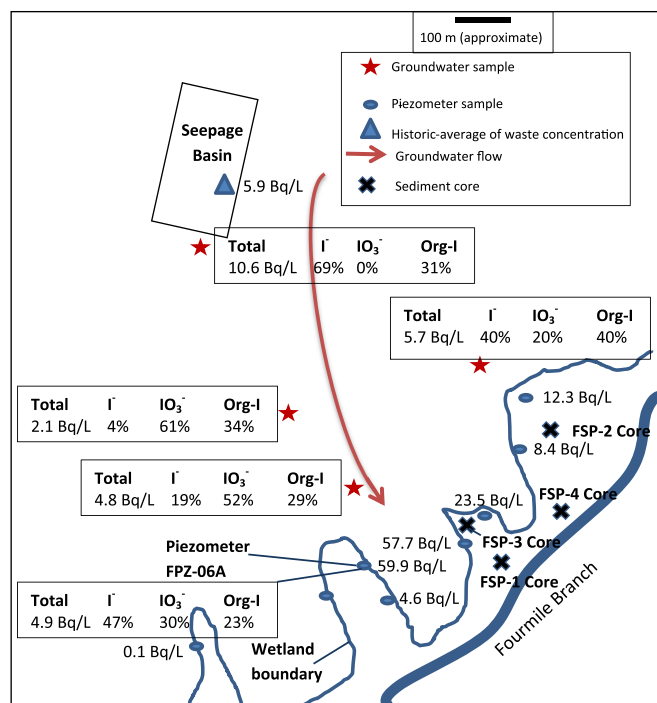 100 m (approximate)
Groundwater sample
Piezometer sample
Historic-average of waste concentration
Groundwater flow
Sediment core
Seepage
Basin
5.9 Bq/L
Total I⁻ IO₃⁻ Org-I
10.6 Bq/L 69% 0% 31%
Total I⁻ IO₃⁻ Org-I
5.7 Bq/L 40% 20% 40%
Total I⁻ IO₃⁻ Org-I
2.1 Bq/L 4% 61% 34%
Total I⁻ IO₃⁻ Org-I
4.8 Bq/L 19% 52% 29%
12.3 Bq/L
FSP-2 Core
8.4 Bq/L
FSP-4 Core
23.5 Bq/L
FSP-3 Core
57.7 Bq/L
FSP-1 Core
Piezometer
FPZ-06A
59.9 Bq/L
4.6 Bq/L
Total I⁻ IO₃⁻ Org-I
4.9 Bq/L 47% 30% 23%
0.1 Bq/L
Wetland
boundary
Fourmile Branch